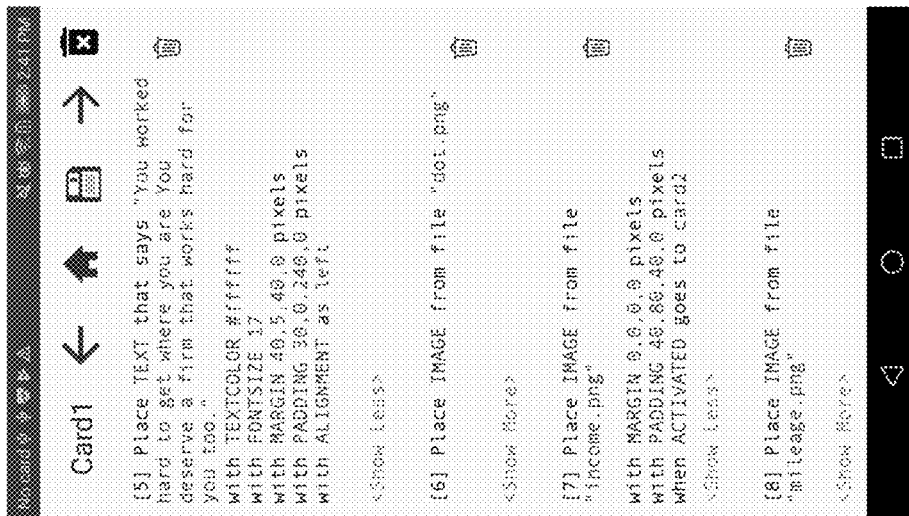 Card1
[5] Place TEXT that says "You worked
hard to get where you are You
deserve a firm that works hard for
you too."
with TEXTCOLOR #ffffff
with FONTSIZE 17
with MARGIN 40,5,40,0 pixels
with PADDING 30,0,240,0 pixels
with ALIGNMENT as left
<Show Less>
[6] Place IMAGE from file "dot.png"
<Show More>
[7] Place IMAGE from file
"income.png"
with MARGIN 0,0,0,0 pixels
with PADDING 40,80,40,0 pixels
when ACTIVATED goes to card2
<Show Less>
[8] Place IMAGE from file
"mileage.png"
<Show More>